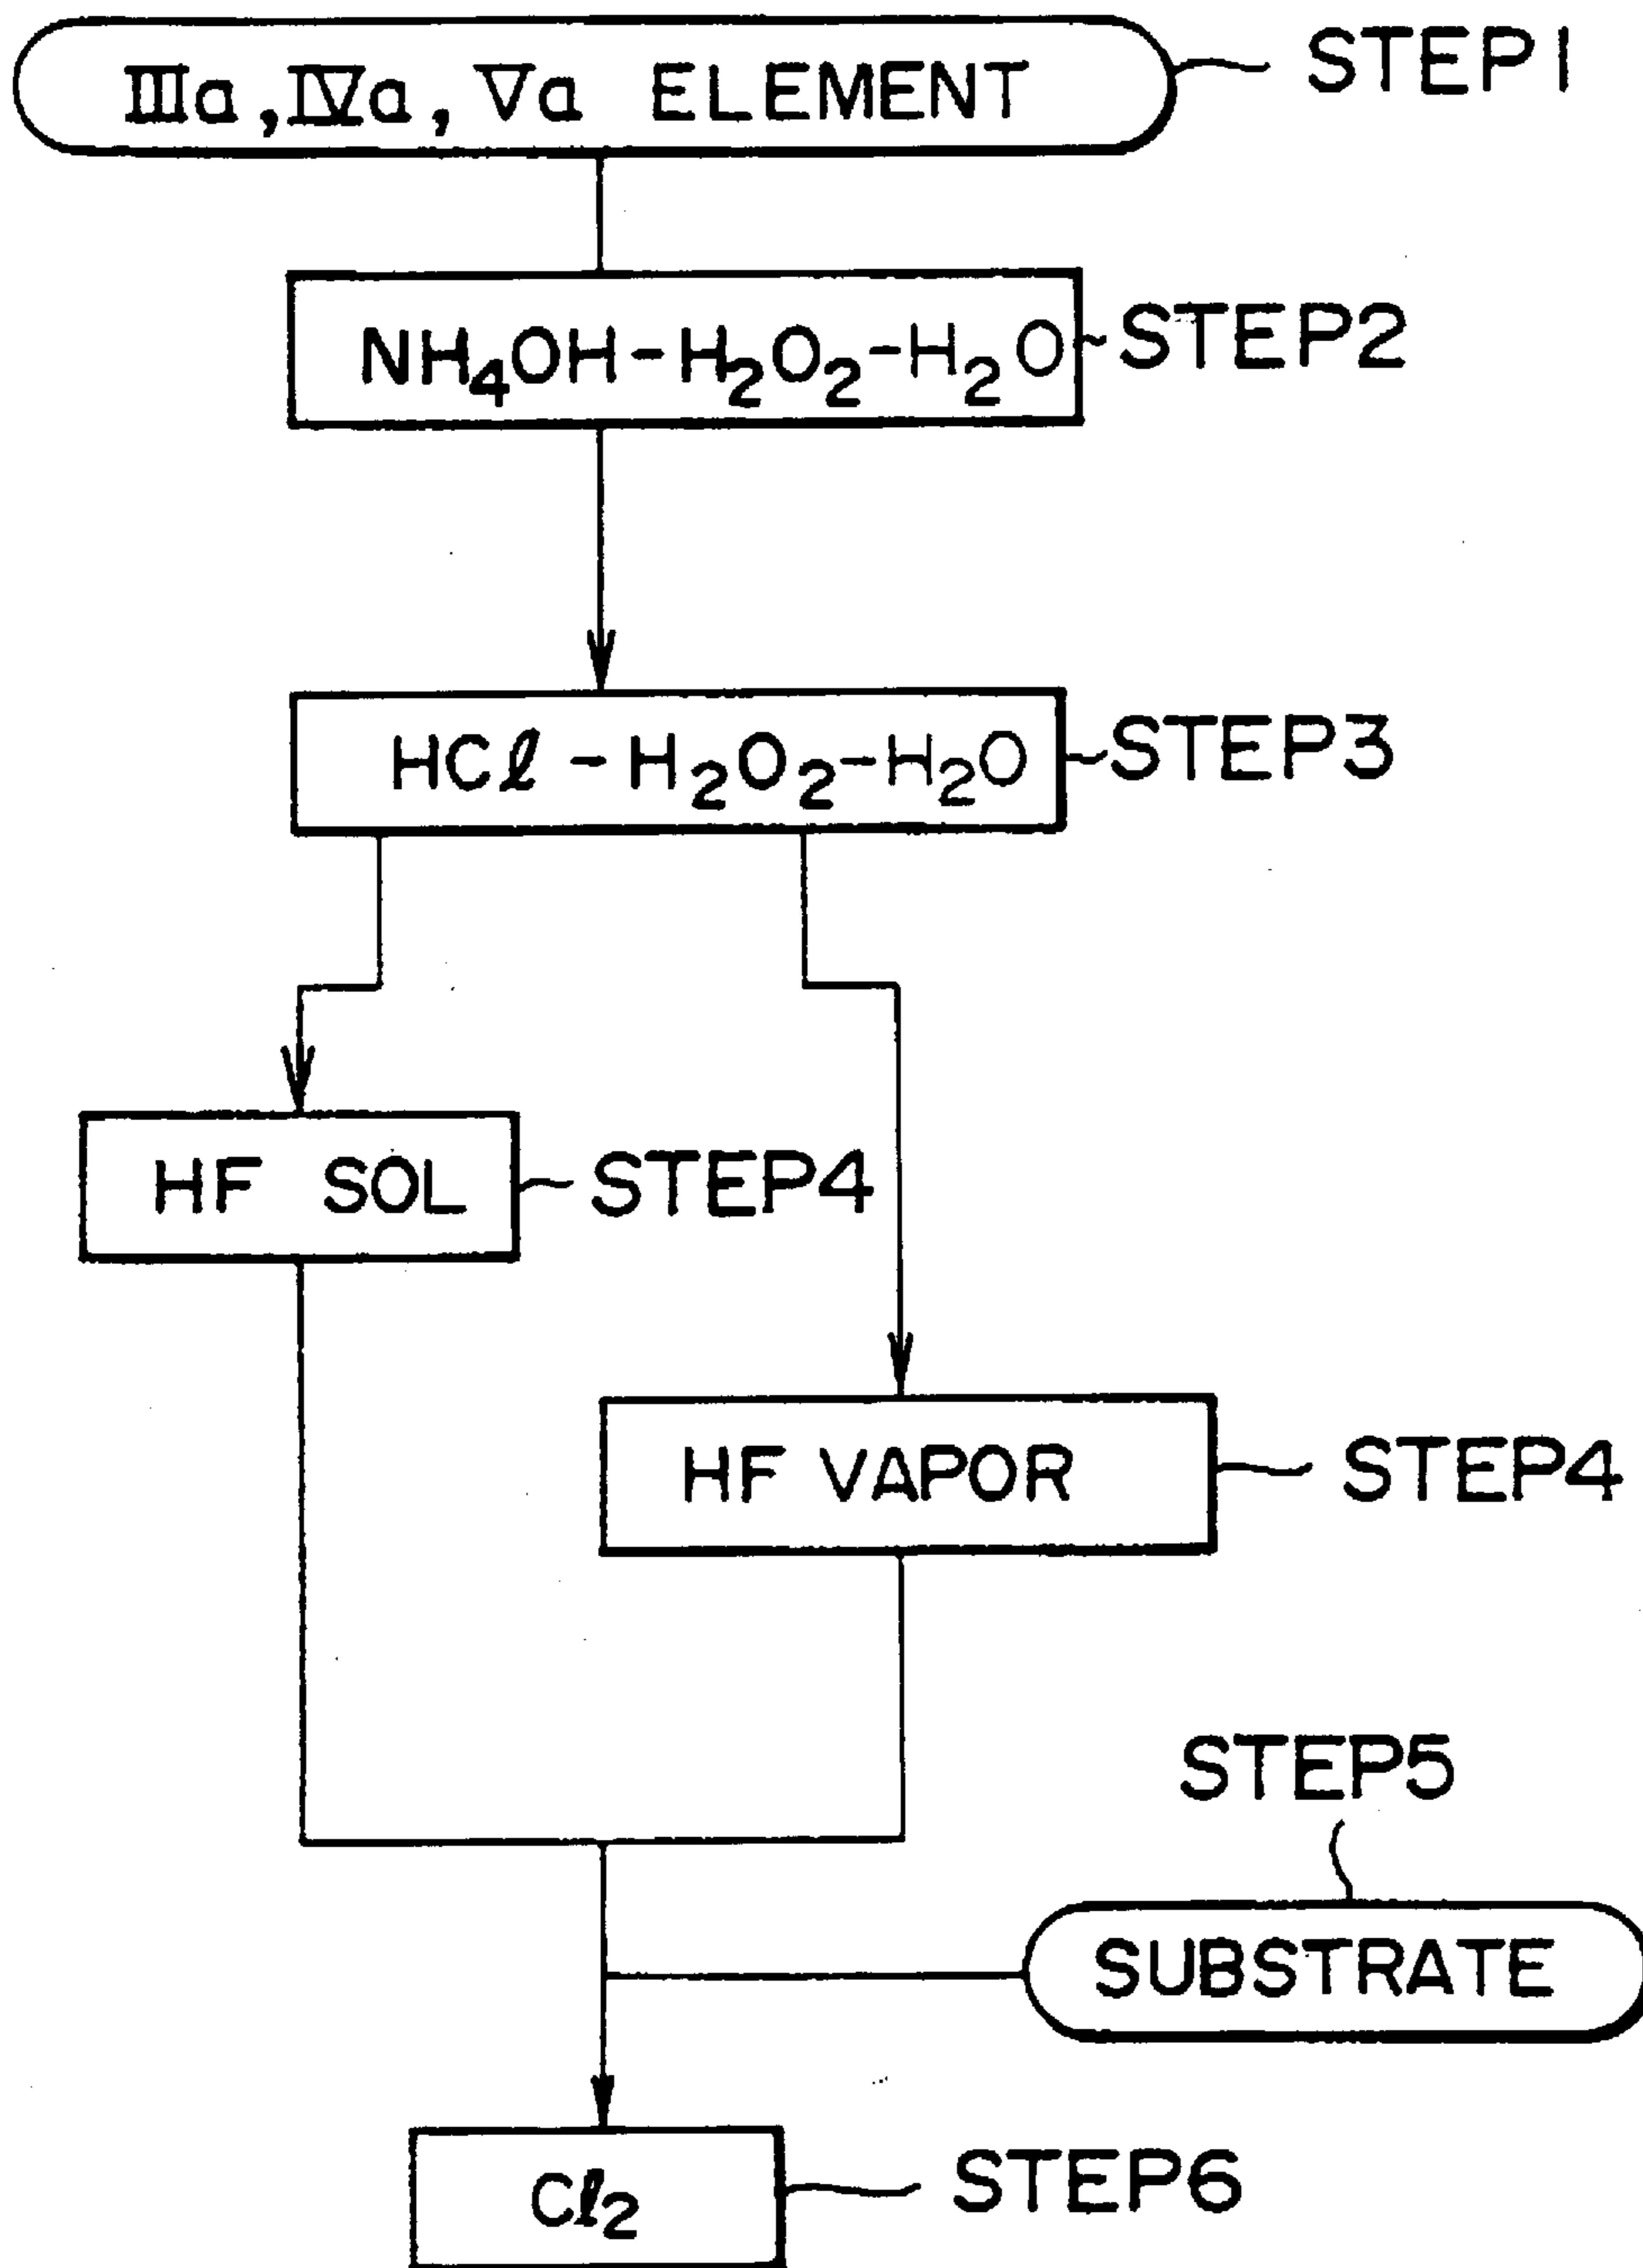 IIIa, IVa, Va ELEMENT
STEP1
NH₄OH-H₂O₂-H₂O
STEP2
HCℓ-H₂O₂-H₂O
STEP3
HF SOL
STEP4
HF VAPOR
STEP4
STEP5
SUBSTRATE
Cℓ₂
STEP6